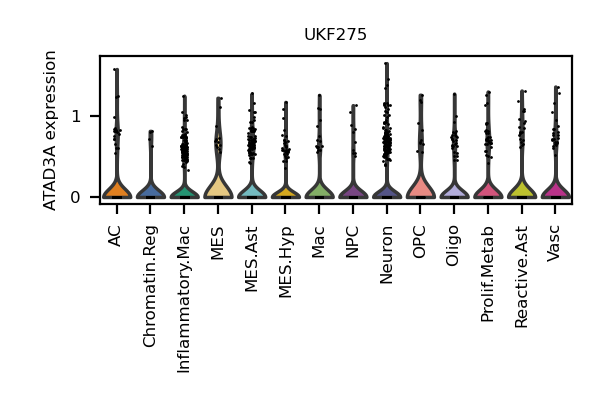 UKF275
ATAD3A expression
1
0
AC
Chromatin.Reg
Inflammatory.Mac
MES
MES.Ast
MES.Hyp
Mac
NPC
Neuron
OPC
Oligo
Prolif.Metab
Reactive.Ast
Vasc